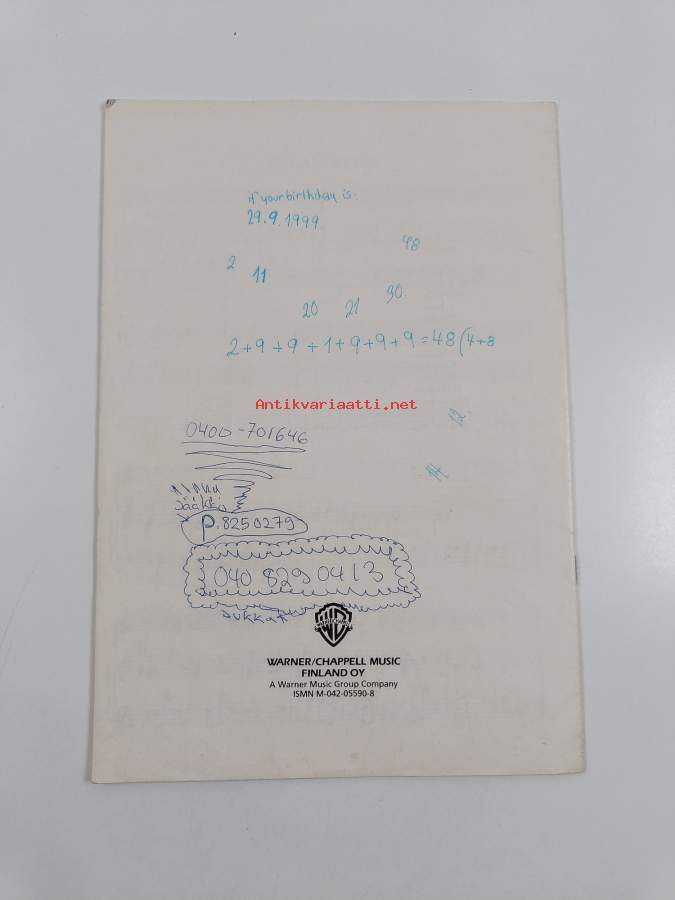 if your birthday is:
29.9.1999
48
2 11
20 21 30
2+9+9+1+9+9+9=48(4+8
Antikvariaatti.net
12
0400-701646
P.8250279
040 8290413
WARNER/CHAPPELL MUSIC
FINLAND OY
A Warner Music Group Company
ISMN M-042-05590-8